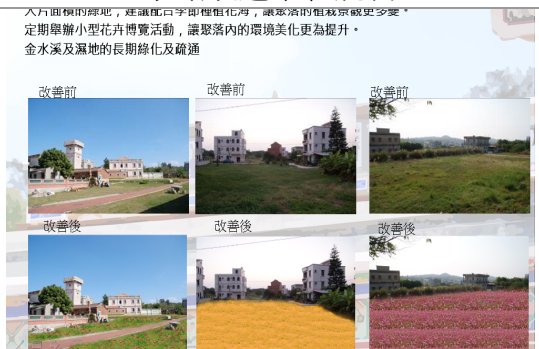 大片面積的綠地，建議配合季節種植花海，讓聚落的植栽景觀更多變。
定期舉辦小型花卉博覽活動，讓聚落內的環境美化更為提升。
金水溪及濕地的長期綠化及疏通
改善前
改善前
改善前
改善後
改善後
改善後